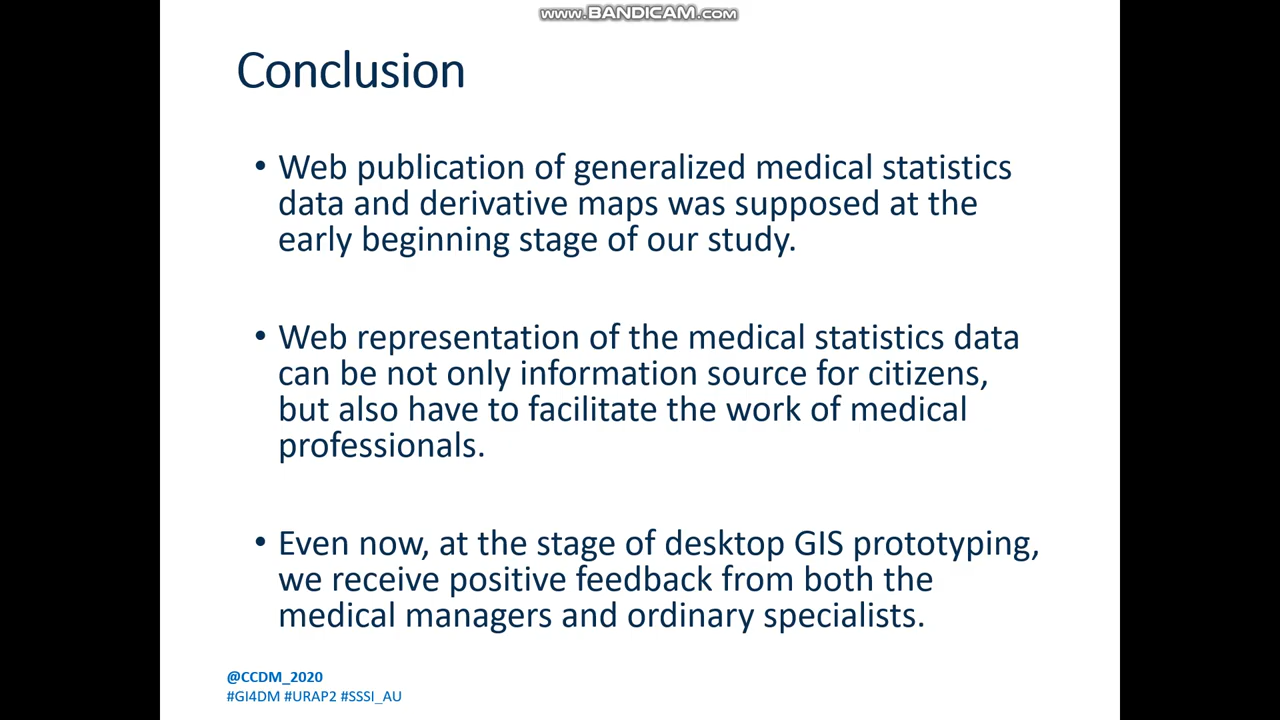 www.BANDICAM.com
Conclusion
• Web publication of generalized medical statistics
data and derivative maps was supposed at the
early beginning stage of our study.
• Web representation of the medical statistics data
can be not only information source for citizens,
but also have to facilitate the work of medical
professionals.
• Even now, at the stage of desktop GIS prototyping,
we receive positive feedback from both the
medical managers and ordinary specialists.
@CCDM_2020
#GI4DM #URAP2 #SSSI_AU